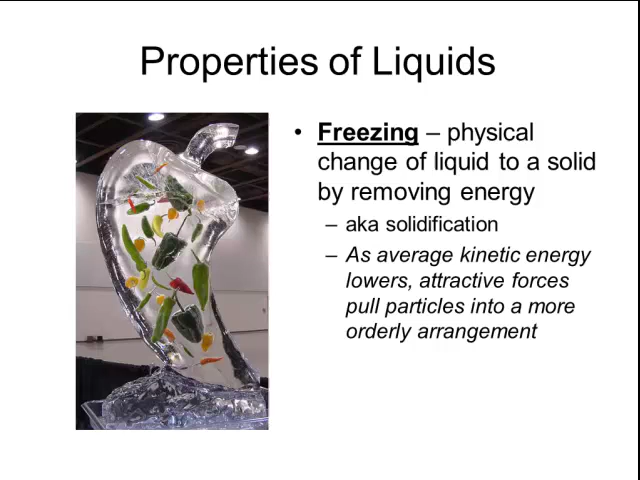 Properties of Liquids
• Freezing – physical
change of liquid to a solid
by removing energy
– aka solidification
– As average kinetic energy
lowers, attractive forces
pull particles into a more
orderly arrangement